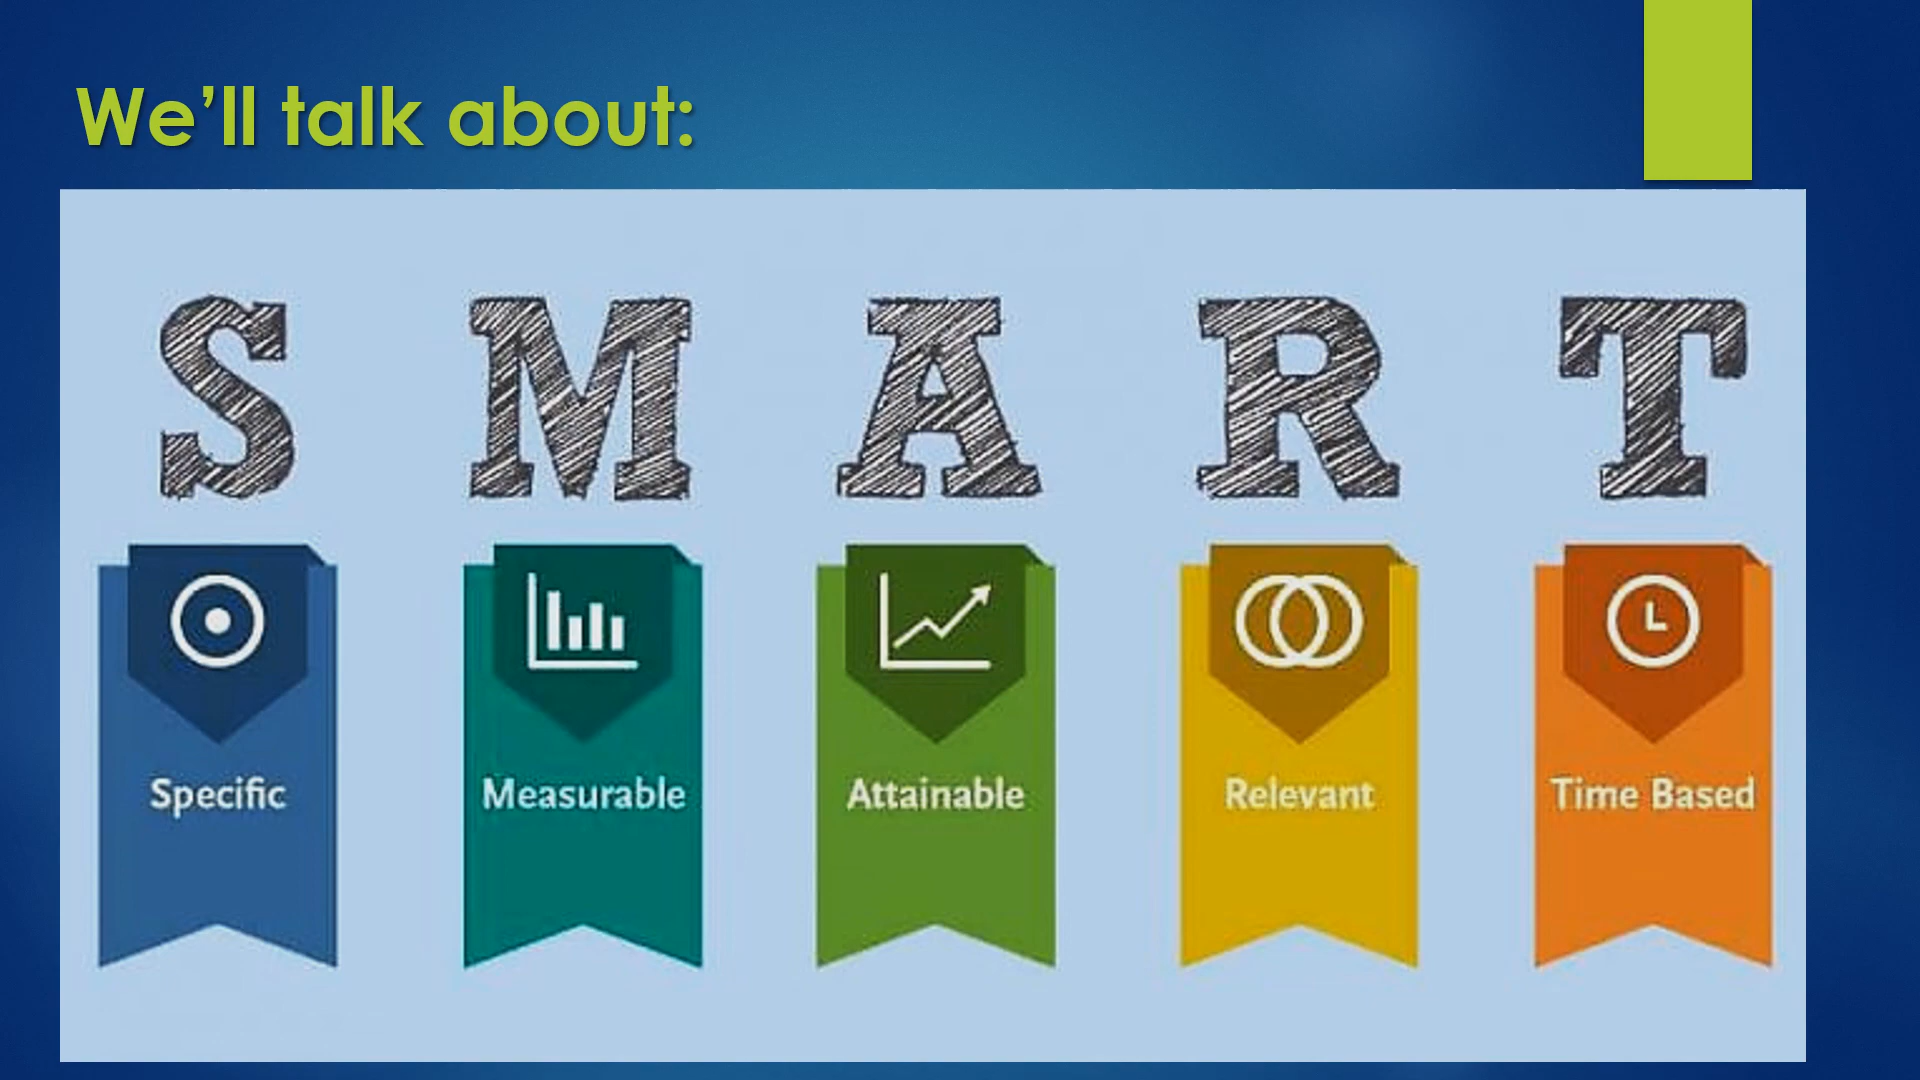 We’ll talk about:
S M A R T
Specific Measurable Attainable Relevant Time Based